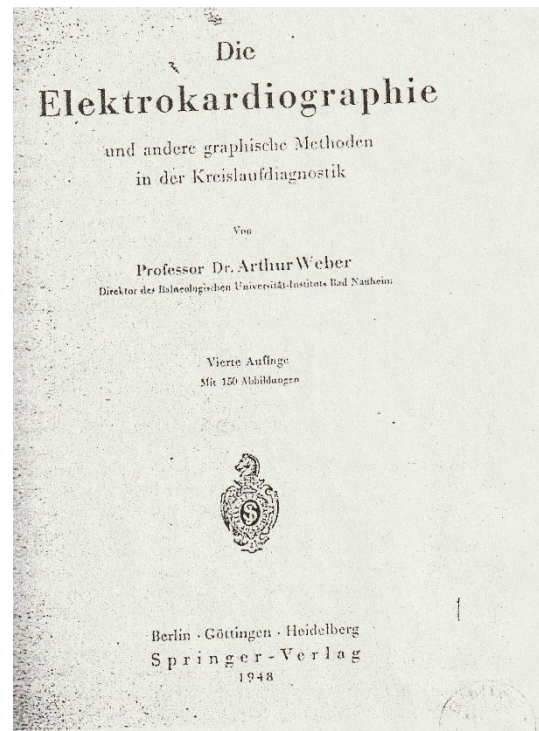 Die
Elektrokardiographie
und andere graphische Methoden
in der Kreislaufdiagnostik
Von
Professor Dr. Arthur Weber
Direktor des Balneologischen Universität-Instituts Bad Nauheim
Vierte Auflage
Mit 150 Abbildungen
S
Berlin · Göttingen · Heidelberg
Springer-Verlag
1948